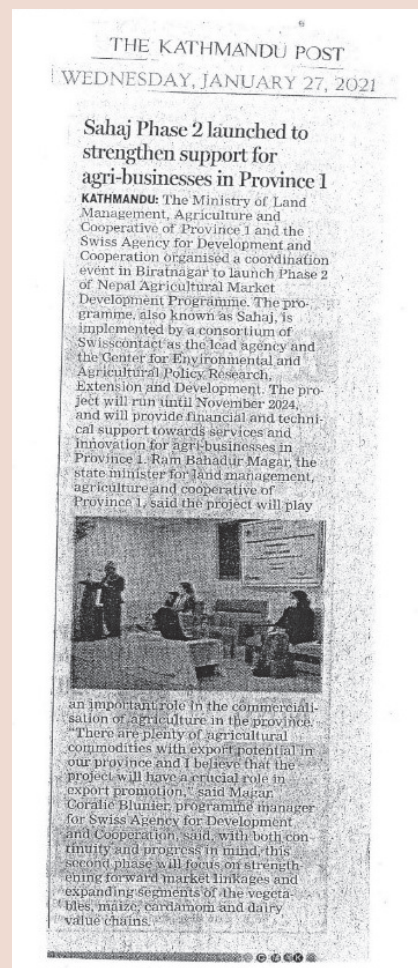 THE KATHMANDU POST
WEDNESDAY, JANUARY 27, 2021
Sahaj Phase 2 launched to
strengthen support for
agri-businesses in Province 1
KATHMANDU: The Ministry of Land
Management, Agriculture and
Cooperative of Province 1 and the
Swiss Agency for Development and
Cooperation organised a coordination
event in Biratnagar to launch Phase 2
of Nepal Agricultural Market
Development Programme. The pro-
gramme, also known as Sahaj, is
implemented by a consortium of
Swisscontact as the lead agency and
the Center for Environmental and
Agricultural Policy Research,
Extension and Development. The pro-
ject will run until November 2024,
and will provide financial and techni-
cal support towards services and
innovation for agri-businesses in
Province 1. Ram Bahadur Magar, the
state minister for land management,
agriculture and cooperative of
Province 1, said the project will play
an important role in the commerciali-
sation of agriculture in the province.
"There are plenty of agricultural
commodities with export potential in
our province and I believe that the
project will have a crucial role in
export promotion," said Magar.
Coralie Blunier, programme manager
for Swiss Agency for Development
and Cooperation, said, with both con-
tinuity and progress in mind, this
second phase will focus on strength-
ening forward market linkages and
expanding segments of the vegeta-
bles, maize, cardamom and dairy
value chains.